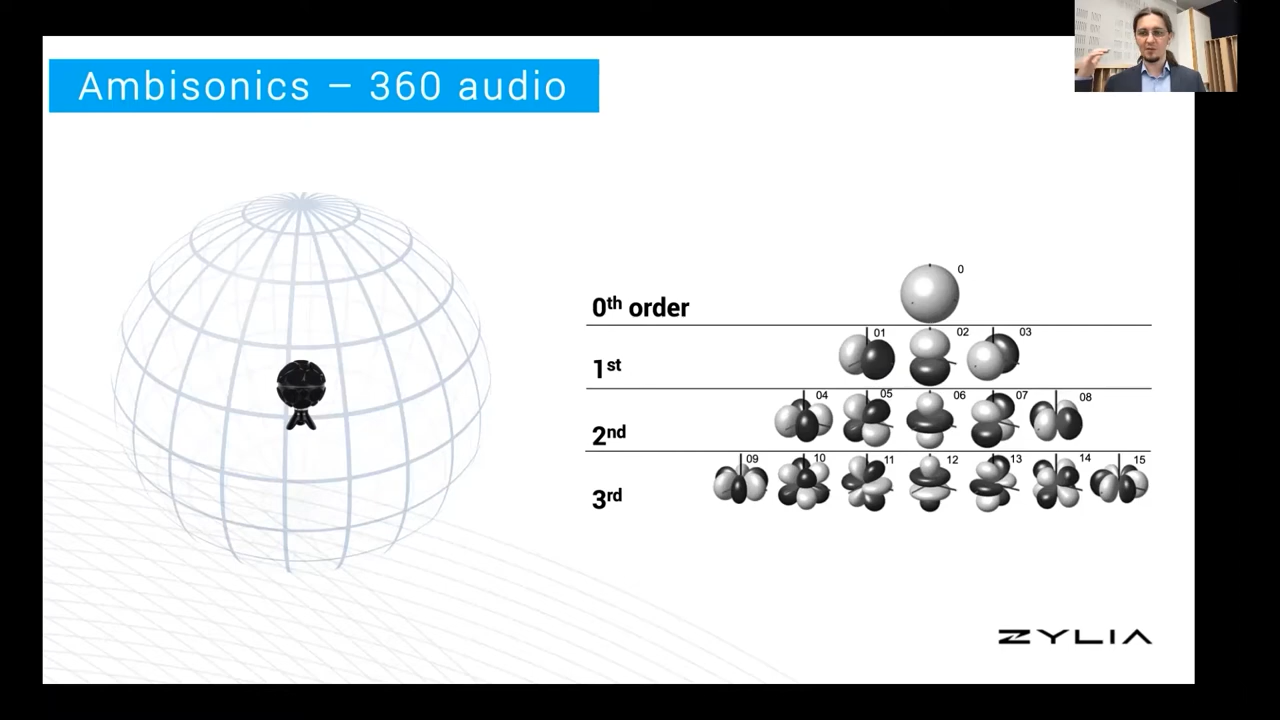 Ambisonics – 360 audio
0th order
0
1st
01 02 03
2nd
04 05 06 07 08
3rd
09 10 11 12 13 14 15
ZYLIA